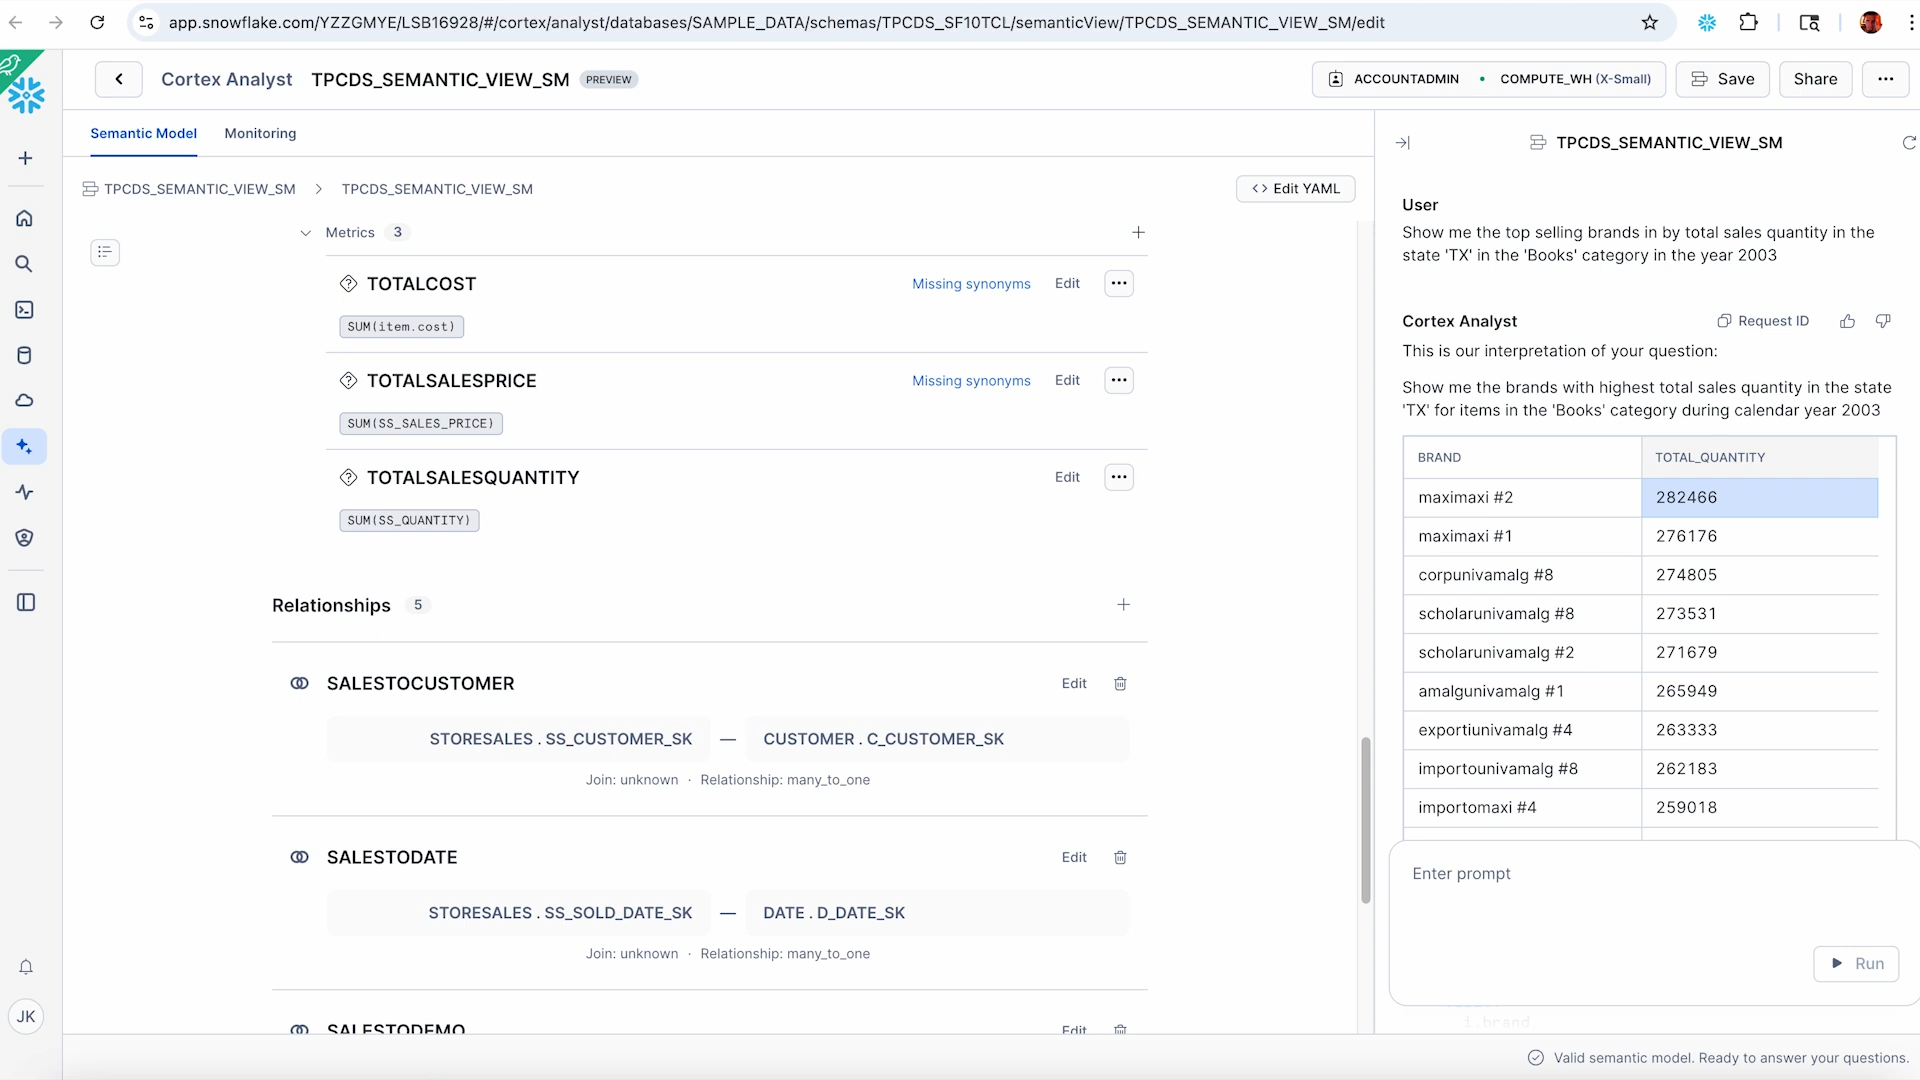 app.snowflake.com/YZZGMYE/LSB16928/#/cortex/analyst/databases/SAMPLE_DATA/schemas/TPCDS_SF10TCL/semanticView/TPCDS_SEMANTIC_VIEW_SM/edit
Cortex Analyst TPCDS_SEMANTIC_VIEW_SM PREVIEW
ACCOUNTADMIN • COMPUTE_WH (X-Small)
Save
Share
Semantic Model
Monitoring
TPCDS_SEMANTIC_VIEW_SM > TPCDS_SEMANTIC_VIEW_SM
<> Edit YAML
Metrics 3
TOTALCOST Missing synonyms Edit
SUM(item.cost)
TOTALSALESPRICE Missing synonyms Edit
SUM(SS_SALES_PRICE)
TOTALSALESQUANTITY Edit
SUM(SS_QUANTITY)
Relationships 5
SALESTOCUSTOMER Edit
STORESALES . SS_CUSTOMER_SK — CUSTOMER . C_CUSTOMER_SK
Join: unknown · Relationship: many_to_one
SALESTODATE Edit
STORESALES . SS_SOLD_DATE_SK — DATE . D_DATE_SK
Join: unknown · Relationship: many_to_one
SALESTODEMO Edit
JK
TPCDS_SEMANTIC_VIEW_SM
User
Show me the top selling brands in by total sales quantity in the
state 'TX' in the 'Books' category in the year 2003
Cortex Analyst Request ID
This is our interpretation of your question:
Show me the brands with highest total sales quantity in the state
'TX' for items in the 'Books' category during calendar year 2003
BRAND TOTAL_QUANTITY
maximaxi #2 282466
maximaxi #1 276176
corpunivamalg #8 274805
scholarunivamalg #8 273531
scholarunivamalg #2 271679
amalgunivamalg #1 265949
exportiunivamalg #4 263333
importounivamalg #8 262183
importomaxi #4 259018
Enter prompt
Run
i.brand,
Valid semantic model. Ready to answer your questions.